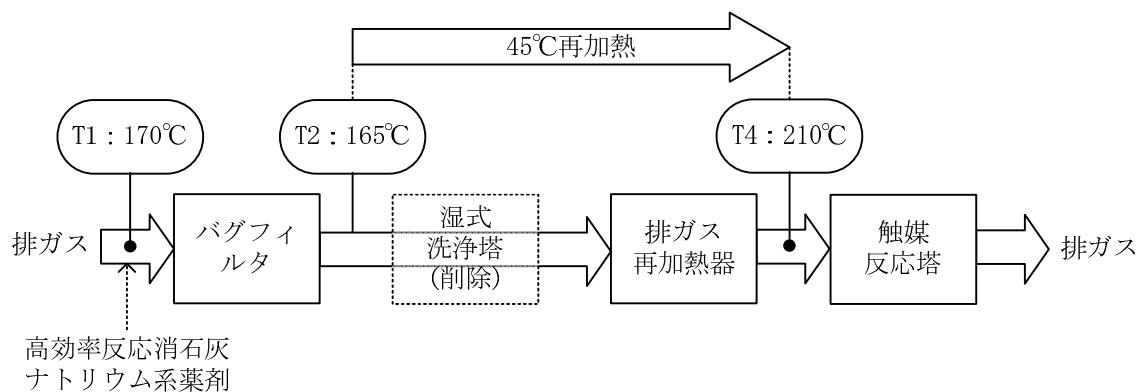 45℃再加熱
T1：170℃
T2：165℃
T4：210℃
排ガス
バグフィ
ルタ
湿式
洗浄塔
(削除)
排ガス
再加熱器
触媒
反応塔
排ガス
高効率反応消石灰
ナトリウム系薬剤